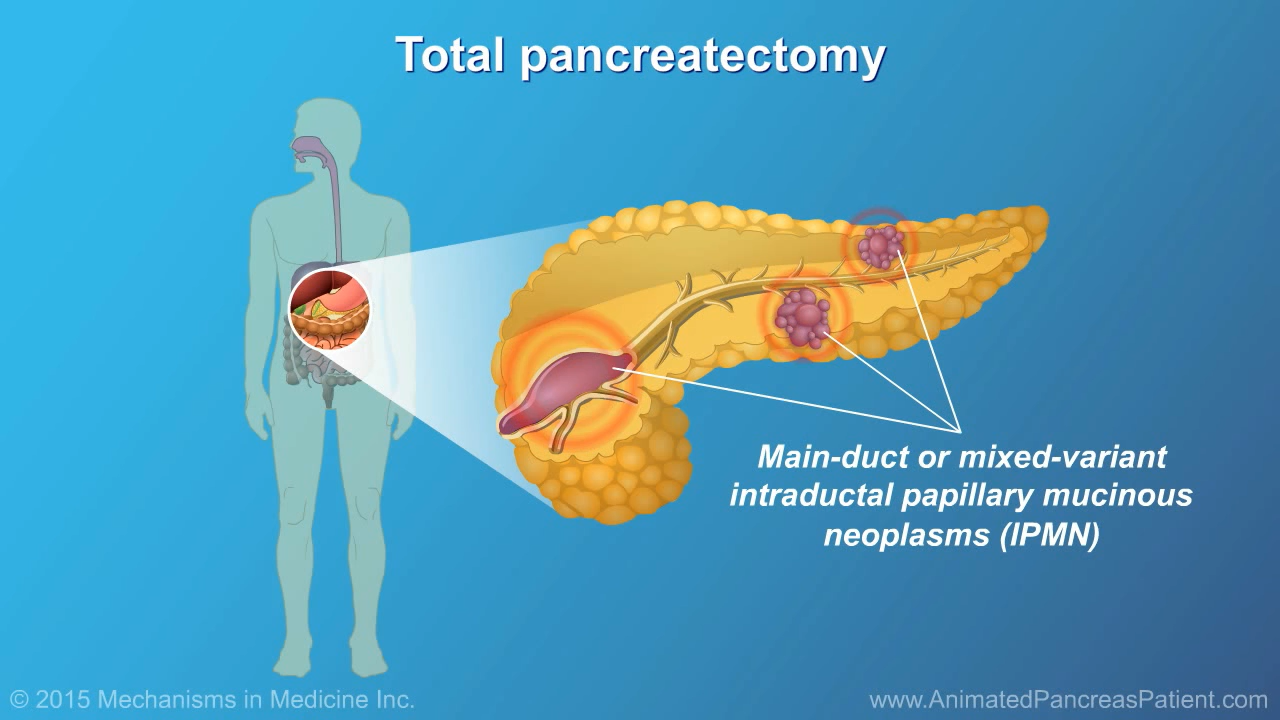 Total pancreatectomy
Main-duct or mixed-variant
intraductal papillary mucinous
neoplasms (IPMN)
© 2015 Mechanisms in Medicine Inc.
www.AnimatedPancreasPatient.com